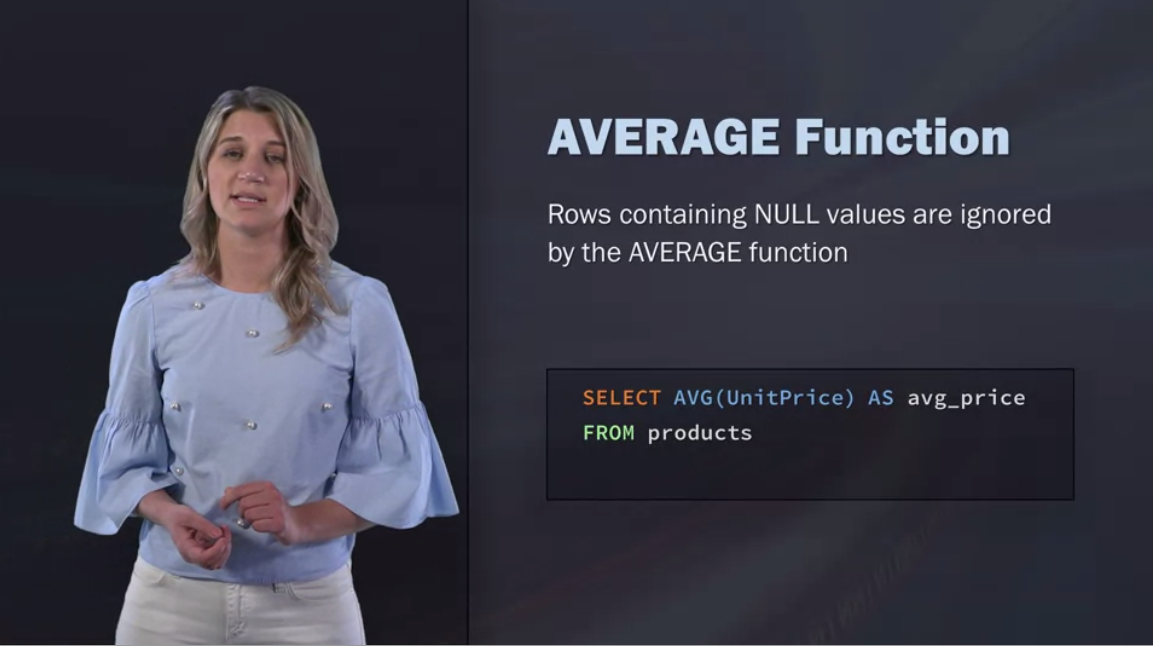 AVERAGE Function
Rows containing NULL values are ignored
by the AVERAGE function
SELECT AVG(UnitPrice) AS avg_price
FROM products